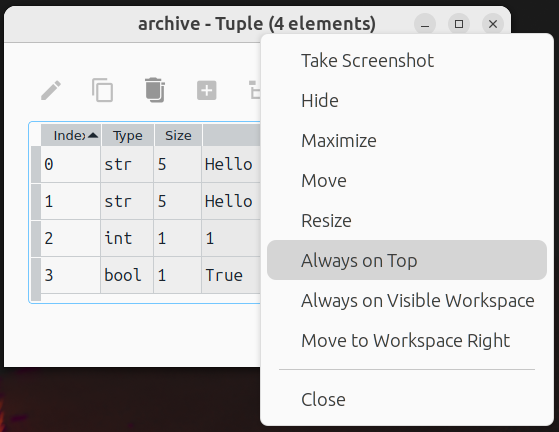 archive - Tuple (4 elements)
Take Screenshot
Hide
Maximize
Move
Resize
Always on Top
Always on Visible Workspace
Move to Workspace Right
Close
Index Type Size
0 str 5 Hello
1 str 5 Hello
2 int 1 1
3 bool 1 True